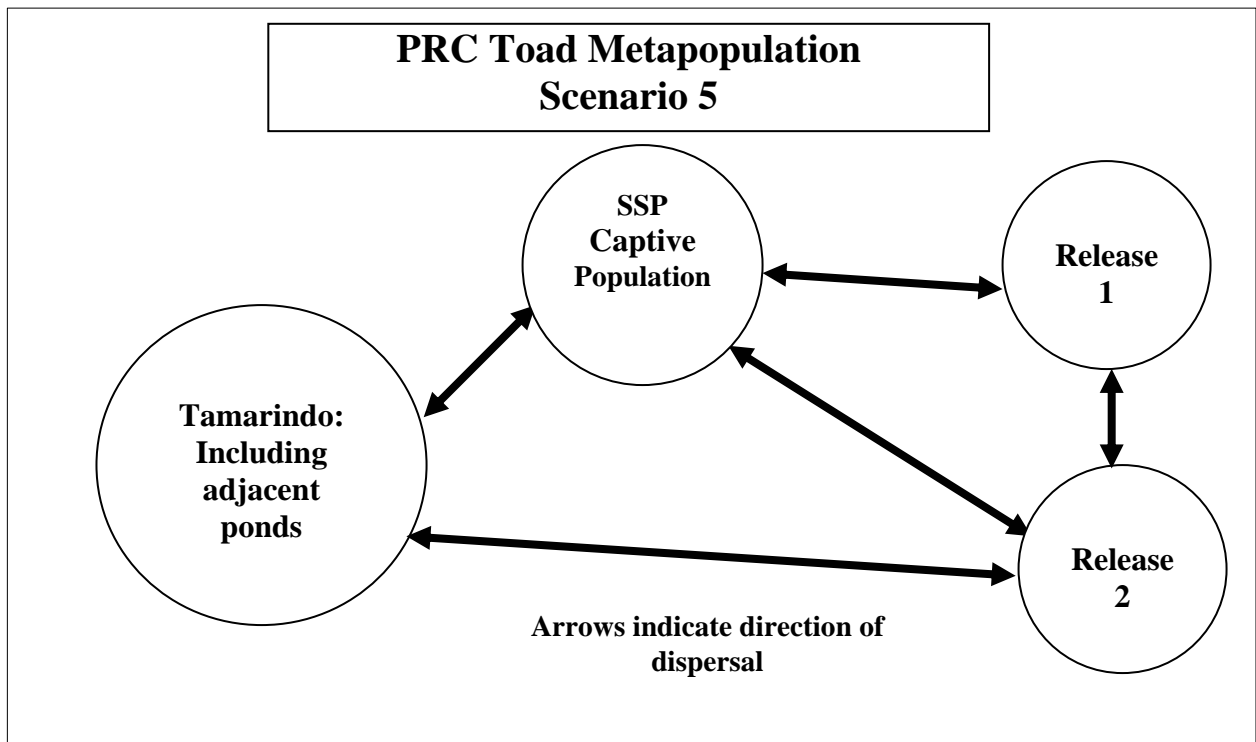 PRC Toad Metapopulation
Scenario 5
SSP
Captive
Population
Release
1
Tamarindo:
Including
adjacent
ponds
Release
2
Arrows indicate direction of
dispersal